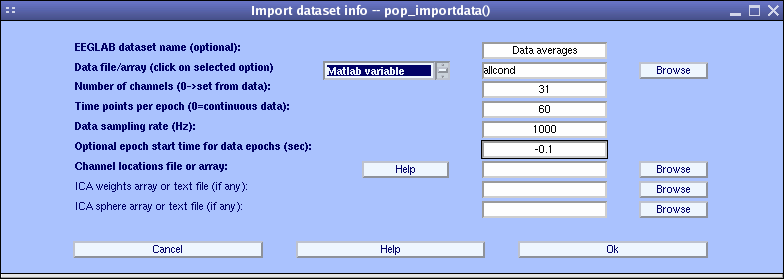 Import dataset info -- pop_importdata()
EEGLAB dataset name (optional): Data averages
Data file/array (click on selected option) Matlab variable allcond Browse
Number of channels (0->set from data): 31
Time points per epoch (0=continuous data): 60
Data sampling rate (Hz): 1000
Optional epoch start time for data epochs (sec): -0.1
Channel locations file or array: Help Browse
ICA weights array or text file (if any): Browse
ICA sphere array or text file (if any): Browse
Cancel Help Ok